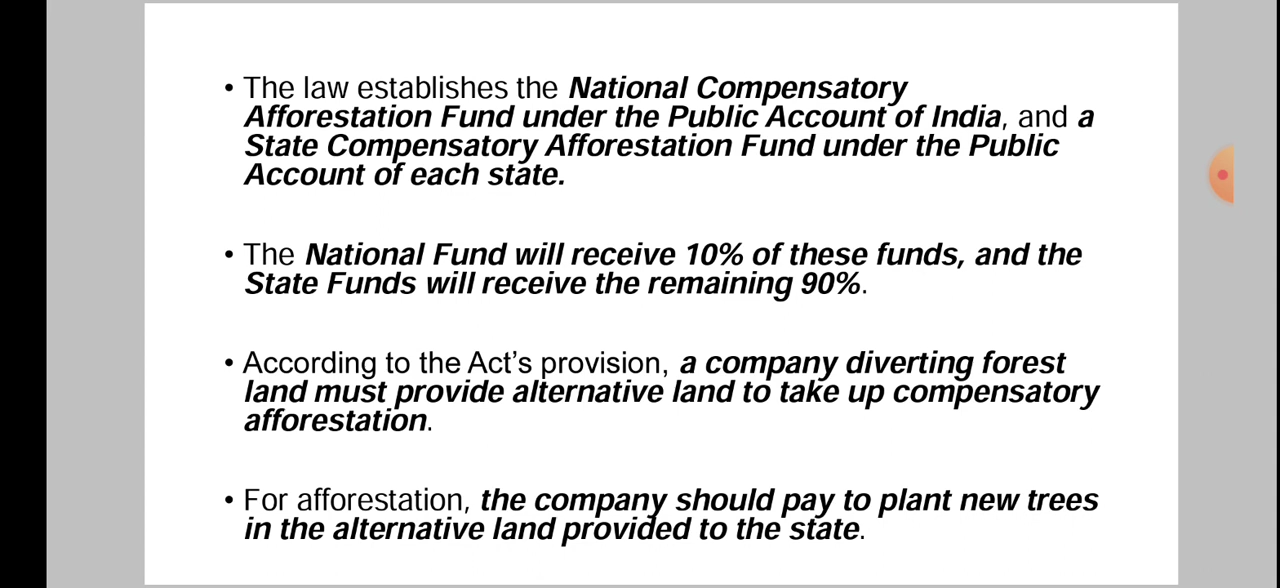 • The law establishes the National Compensatory
Afforestation Fund under the Public Account of India, and a
State Compensatory Afforestation Fund under the Public
Account of each state.
• The National Fund will receive 10% of these funds, and the
State Funds will receive the remaining 90%.
• According to the Act’s provision, a company diverting forest
land must provide alternative land to take up compensatory
afforestation.
• For afforestation, the company should pay to plant new trees
in the alternative land provided to the state.